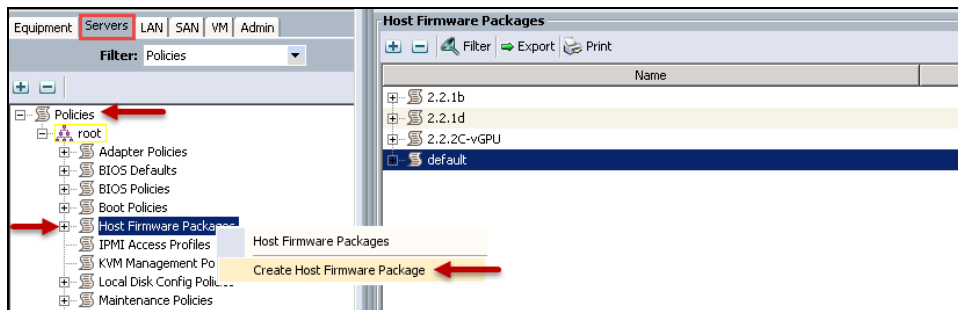 Equipment Servers LAN SAN VM Admin
Filter: Policies
Policies
root
Adapter Policies
BIOS Defaults
BIOS Policies
Boot Policies
Host Firmware Packages
IPMI Access Profiles
KVM Management Po
Local Disk Config Polic
Maintenance Policies
Host Firmware Packages
Create Host Firmware Package
Host Firmware Packages
Filter Export Print
Name
2.2.1b
2.2.1d
2.2.2C-vGPU
default